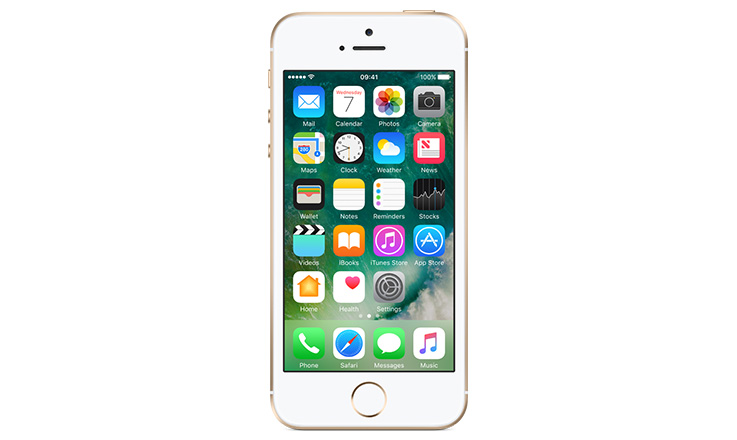 09:41 100%
Wednesday
7
Mail Calendar Photos Camera
280
Maps Clock Weather News
Wallet Notes Reminders Stocks
Videos iBooks iTunes Store App Store
Home Health Settings
Phone Safari Messages Music